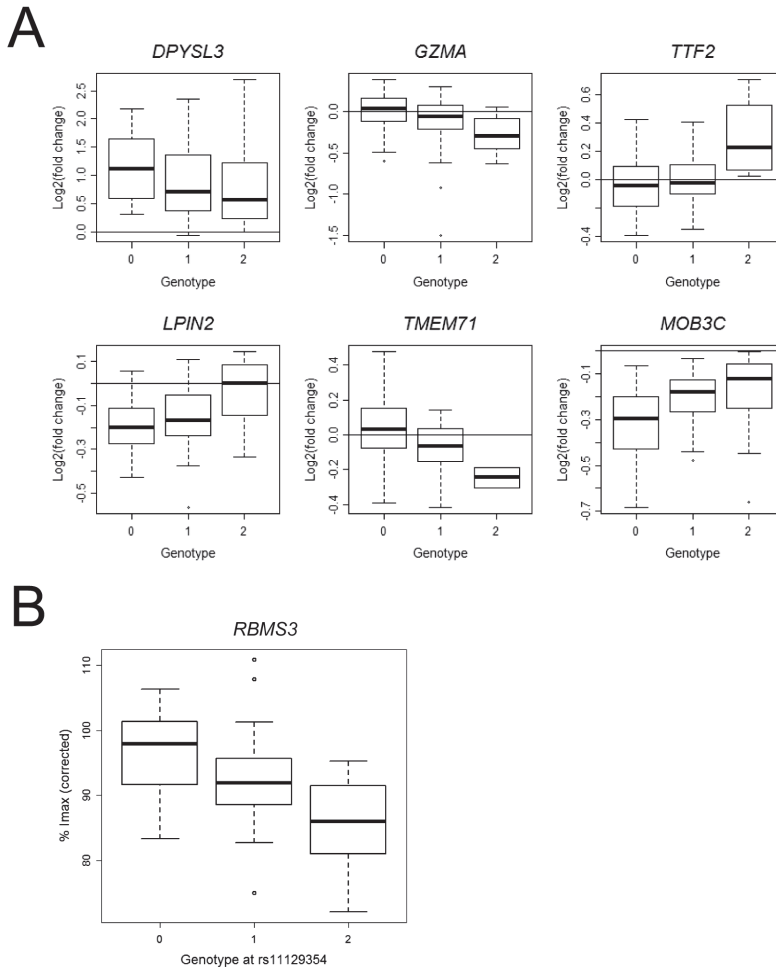 A
DPYSL3
GZMA
TTF2
Log2(fold change)
2.5
2.0
1.5
1.0
0.5
0.0
0 1 2
Genotype
Log2(fold change)
0.0
-0.5
-1.0
-1.5
0 1 2
Genotype
Log2(fold change)
0.6
0.4
0.2
0.0
-0.4
0 1 2
Genotype
LPIN2
TMEM71
MOB3C
Log2(fold change)
0.1
-0.1
-0.3
-0.5
0 1 2
Genotype
Log2(fold change)
0.4
0.2
0.0
-0.2
-0.4
0 1 2
Genotype
Log2(fold change)
-0.1
-0.3
-0.5
-0.7
0 1 2
Genotype
B
RBMS3
% Imax (corrected)
110
100
90
80
0 1 2
Genotype at rs11129354